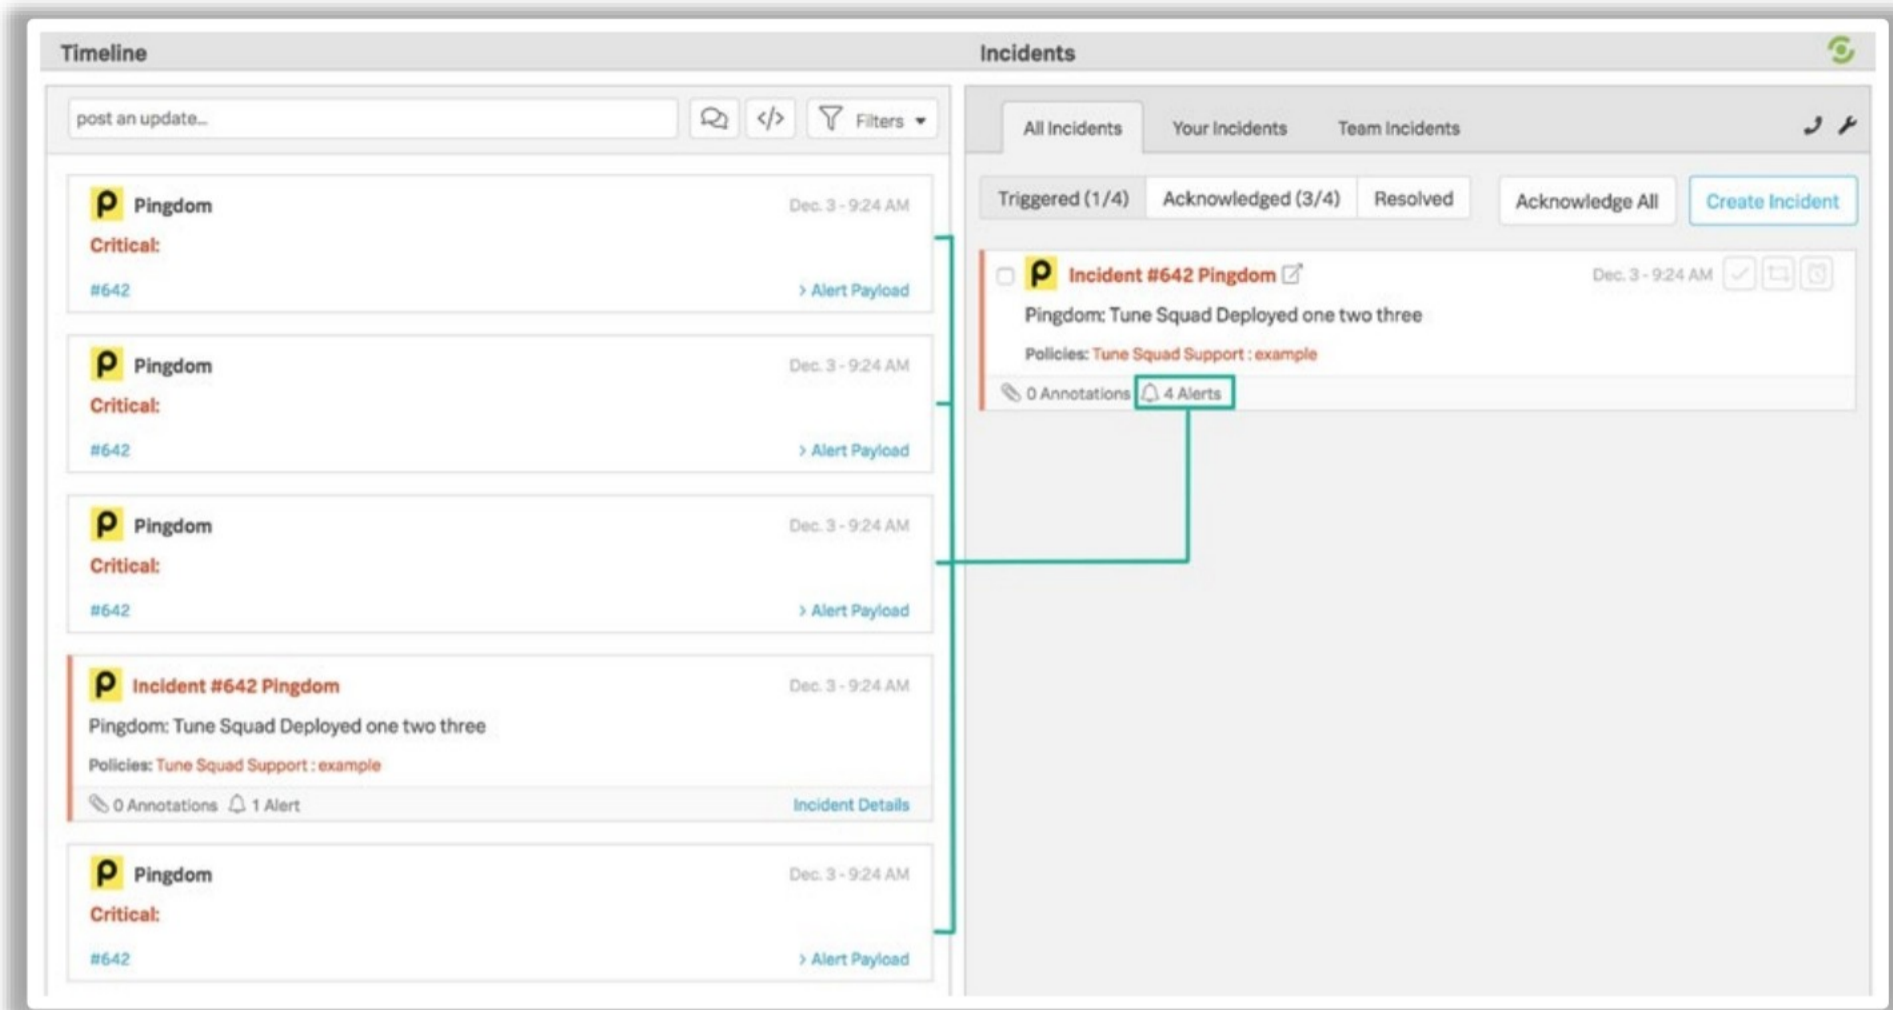 Timeline
post an update...
</> Filters
Pingdom Dec. 3 - 9:24 AM
Critical:
#642 > Alert Payload
Pingdom Dec. 3 - 9:24 AM
Critical:
#642 > Alert Payload
Pingdom Dec. 3 - 9:24 AM
Critical:
#642 > Alert Payload
Incident #642 Pingdom Dec. 3 - 9:24 AM
Pingdom: Tune Squad Deployed one two three
Policies: Tune Squad Support : example
0 Annotations 1 Alert Incident Details
Pingdom Dec. 3 - 9:24 AM
Critical:
#642 > Alert Payload
Incidents
All Incidents Your Incidents Team Incidents
Triggered (1/4) Acknowledged (3/4) Resolved Acknowledge All Create Incident
Incident #642 Pingdom Dec. 3 - 9:24 AM
Pingdom: Tune Squad Deployed one two three
Policies: Tune Squad Support : example
0 Annotations 4 Alerts